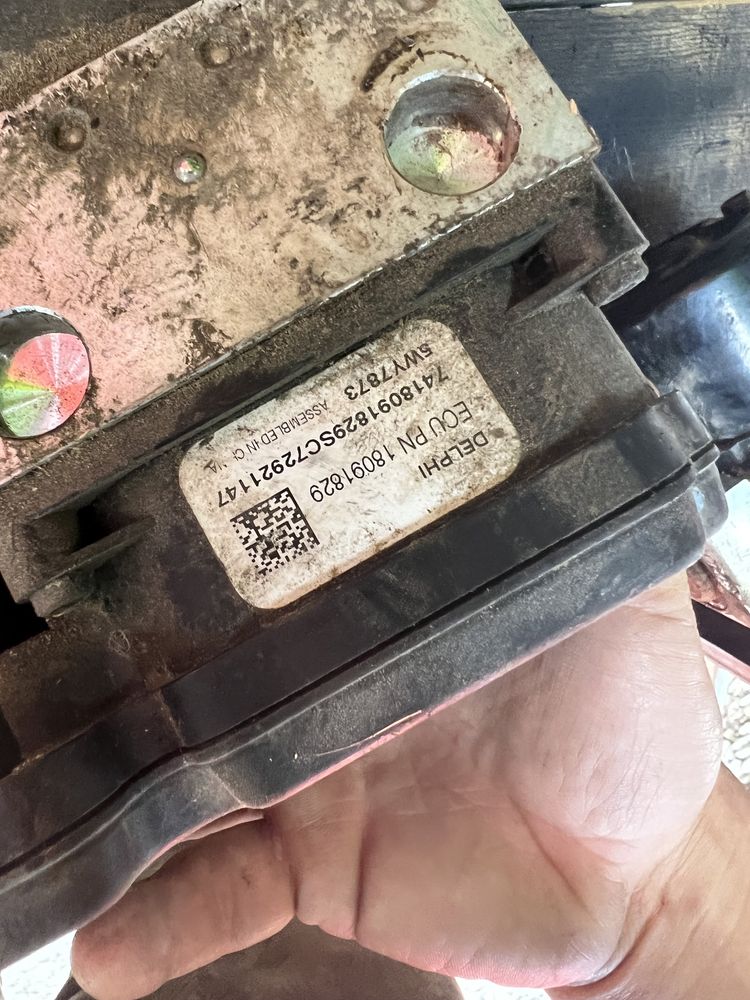 DELPHI
ECU PN 18091829
7418091829SC72921147
5WY7873
ASSEMBLED IN